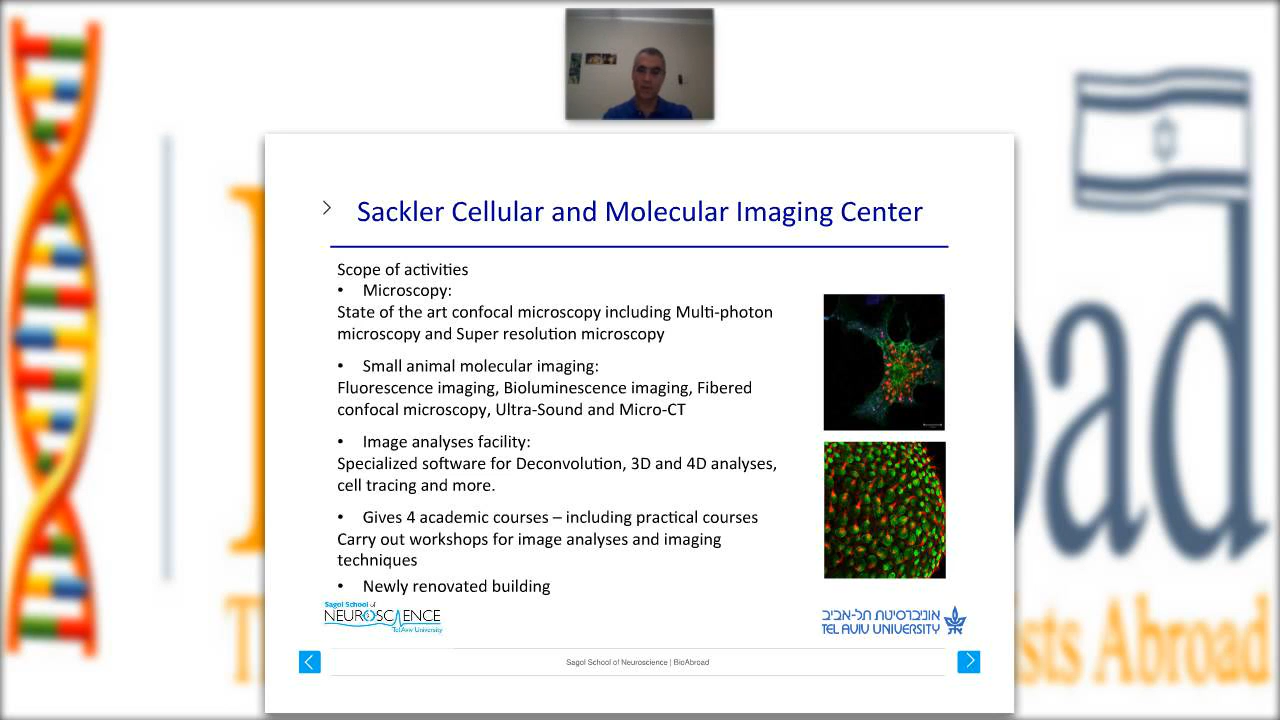 Sackler Cellular and Molecular Imaging Center
Scope of activities
• Microscopy:
State of the art confocal microscopy including Multi-photon
microscopy and Super resolution microscopy
• Small animal molecular imaging:
Fluorescence imaging, Bioluminescence imaging, Fibered
confocal microscopy, Ultra-Sound and Micro-CT
• Image analyses facility:
Specialized software for Deconvolution, 3D and 4D analyses,
cell tracing and more.
• Gives 4 academic courses – including practical courses
Carry out workshops for image analyses and imaging
techniques
• Newly renovated building
Sagol School of
NEUROSCIENCE
Tel Aviv University
אוניברסיטת תל-אביב
TEL AVIV UNIVERSITY
Sagol School of Neuroscience | BioAbroad
oad
ists Abroad